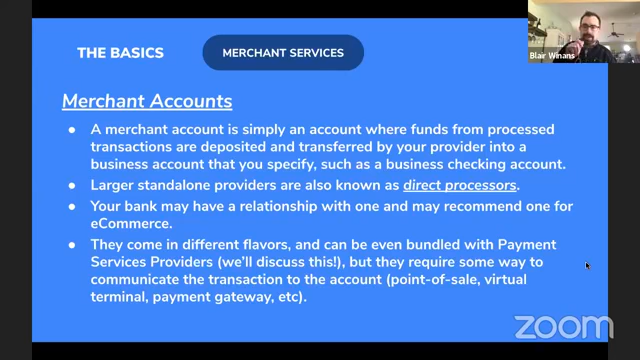 THE BASICS
MERCHANT SERVICES
Blair Winans
Merchant Accounts
● A merchant account is simply an account where funds from processed
transactions are deposited and transferred by your provider into a
business account that you specify, such as a business checking account.
● Larger standalone providers are also known as direct processors.
● Your bank may have a relationship with one and may recommend one for
eCommerce.
● They come in different flavors, and can be even bundled with Payment
Services Providers (we'll discuss this!), but they require some way to
communicate the transaction to the account (point-of-sale, virtual
terminal, payment gateway, etc).
zoom